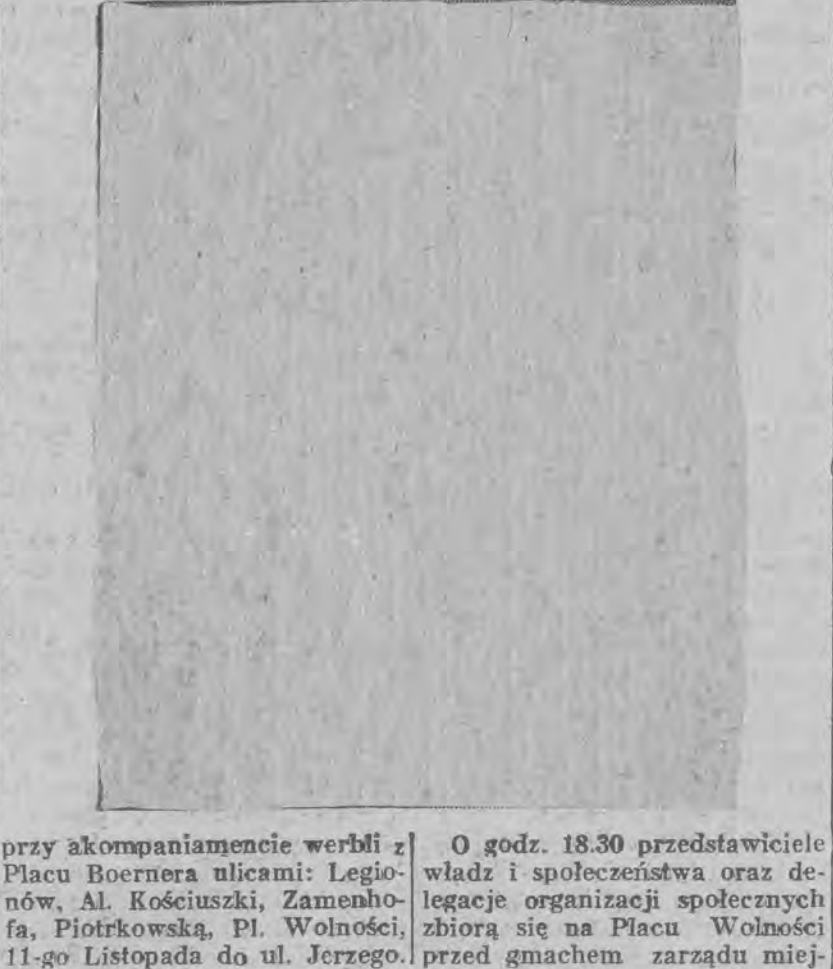 przy akompaniamencie werbli z
Placu Boernera ulicami: Legio-
nów, Al. Kościuszki, Zamenho-
fa, Piotrkowską, Pl. Wolności,
11-go Listopada do ul. Jerzego.
O godz. 18.30 przedstawiciele
władz i społeczeństwa oraz de-
legacje organizacji społecznych
zbiorą się na Placu Wolności
przed gmachem zarządu miej-